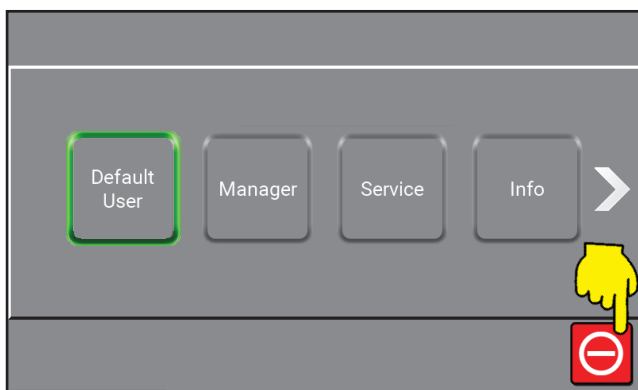 Default
User
Manager
Service
Info